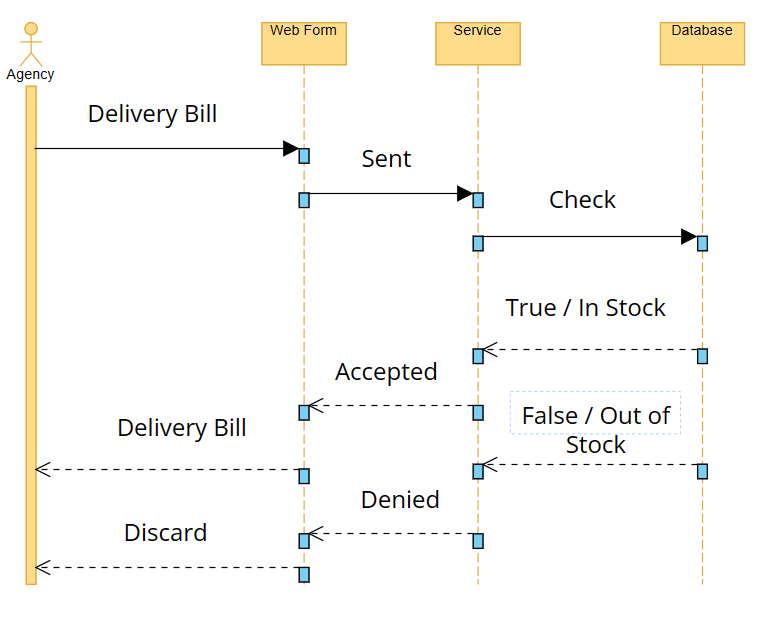 Web Form
Service
Database
Agency
Delivery Bill
Sent
Check
True / In Stock
Accepted
False / Out of
Stock
Delivery Bill
Denied
Discard